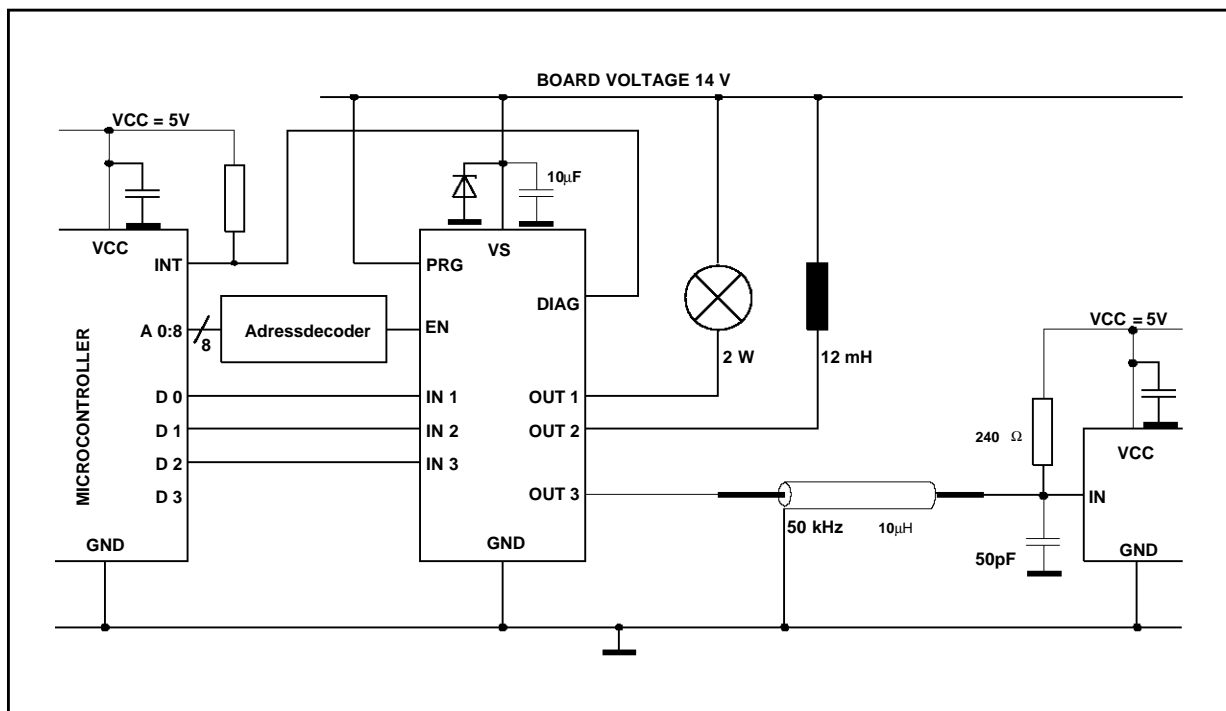 BOARD VOLTAGE 14 V
VCC = 5V
10µF
VCC
INT
A 0:8
8
D 0
D 1
D 2
D 3
GND
MICROCONTROLLER
Adressdecoder
VS
PRG
EN
IN 1
IN 2
IN 3
DIAG
OUT 1
OUT 2
OUT 3
GND
2 W
12 mH
50 kHz
10µH
VCC = 5V
240 Ω
50pF
VCC
IN
GND